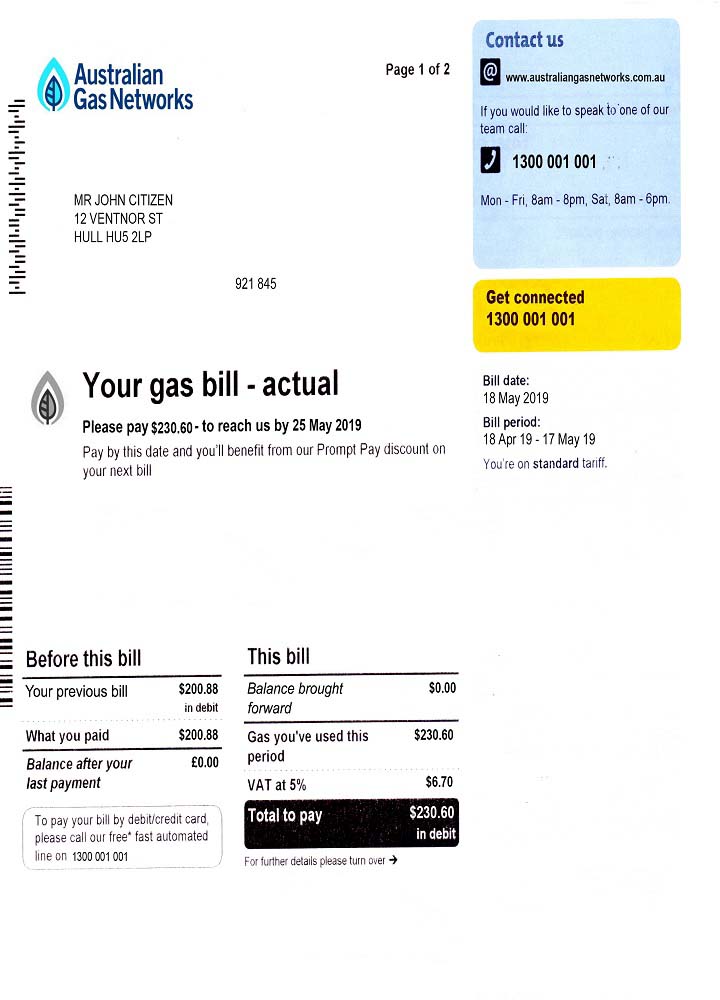 Australian
Gas Networks
Page 1 of 2
MR JOHN CITIZEN
12 VENTNOR ST
HULL HU5 2LP
921 845
Contact us
@ www.australiangasnetworks.com.au
If you would like to speak to one of our
team call:
1300 001 001
Mon - Fri, 8am - 8pm, Sat, 8am - 6pm.
Get connected
1300 001 001
Your gas bill - actual
Please pay $230.60 - to reach us by 25 May 2019
Pay by this date and you'll benefit from our Prompt Pay discount on
your next bill
Bill date:
18 May 2019
Bill period:
18 Apr 19 - 17 May 19
You're on standard tariff.
Before this bill
Your previous bill $200.88
in debit
What you paid $200.88
Balance after your £0.00
last payment
To pay your bill by debit/credit card,
please call our free* fast automated
line on 1300 001 001
This bill
Balance brought $0.00
forward
Gas you've used this $230.60
period
VAT at 5% $6.70
Total to pay $230.60
in debit
For further details please turn over →